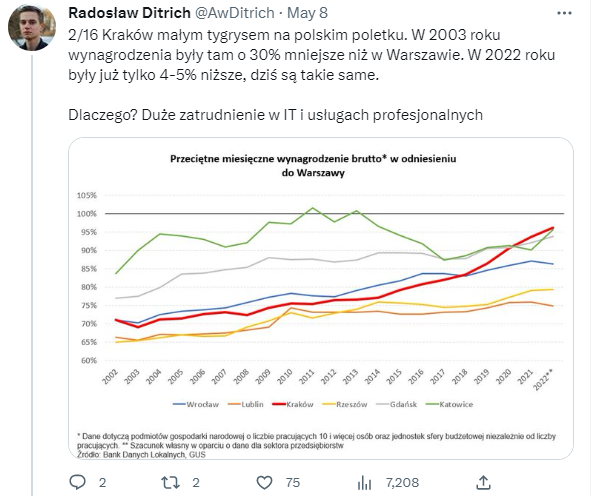 Radosław Ditrich @AwDitrich · May 8
2/16 Kraków małym tygrysem na polskim poletku. W 2003 roku
wynagrodzenia były tam o 30% mniejsze niż w Warszawie. W 2022 roku
były już tylko 4-5% niższe, dziś są takie same.
Dlaczego? Duże zatrudnienie w IT i usługach profesjonalnych
Przeciętne miesięczne wynagrodzenie brutto* w odniesieniu
do Warszawy
105%
100%
95%
90%
85%
80%
75%
70%
65%
60%
2002 2003 2004 2005 2006 2007 2008 2009 2010 2011 2012 2013 2014 2015 2016 2017 2018 2019 2020 2021 2022**
Wrocław Lublin Kraków Rzeszów Gdańsk Katowice
* Dane dotyczą podmiotów gospodarki narodowej o liczbie pracujących 10 i więcej osób oraz jednostek sfery budżetowej niezależnie od liczby
pracujących. ** Szacunek własny w oparciu o dane dla sektora przedsiębiorstw
Źródło: Bank Danych Lokalnych, GUS
2 2 75 7,208